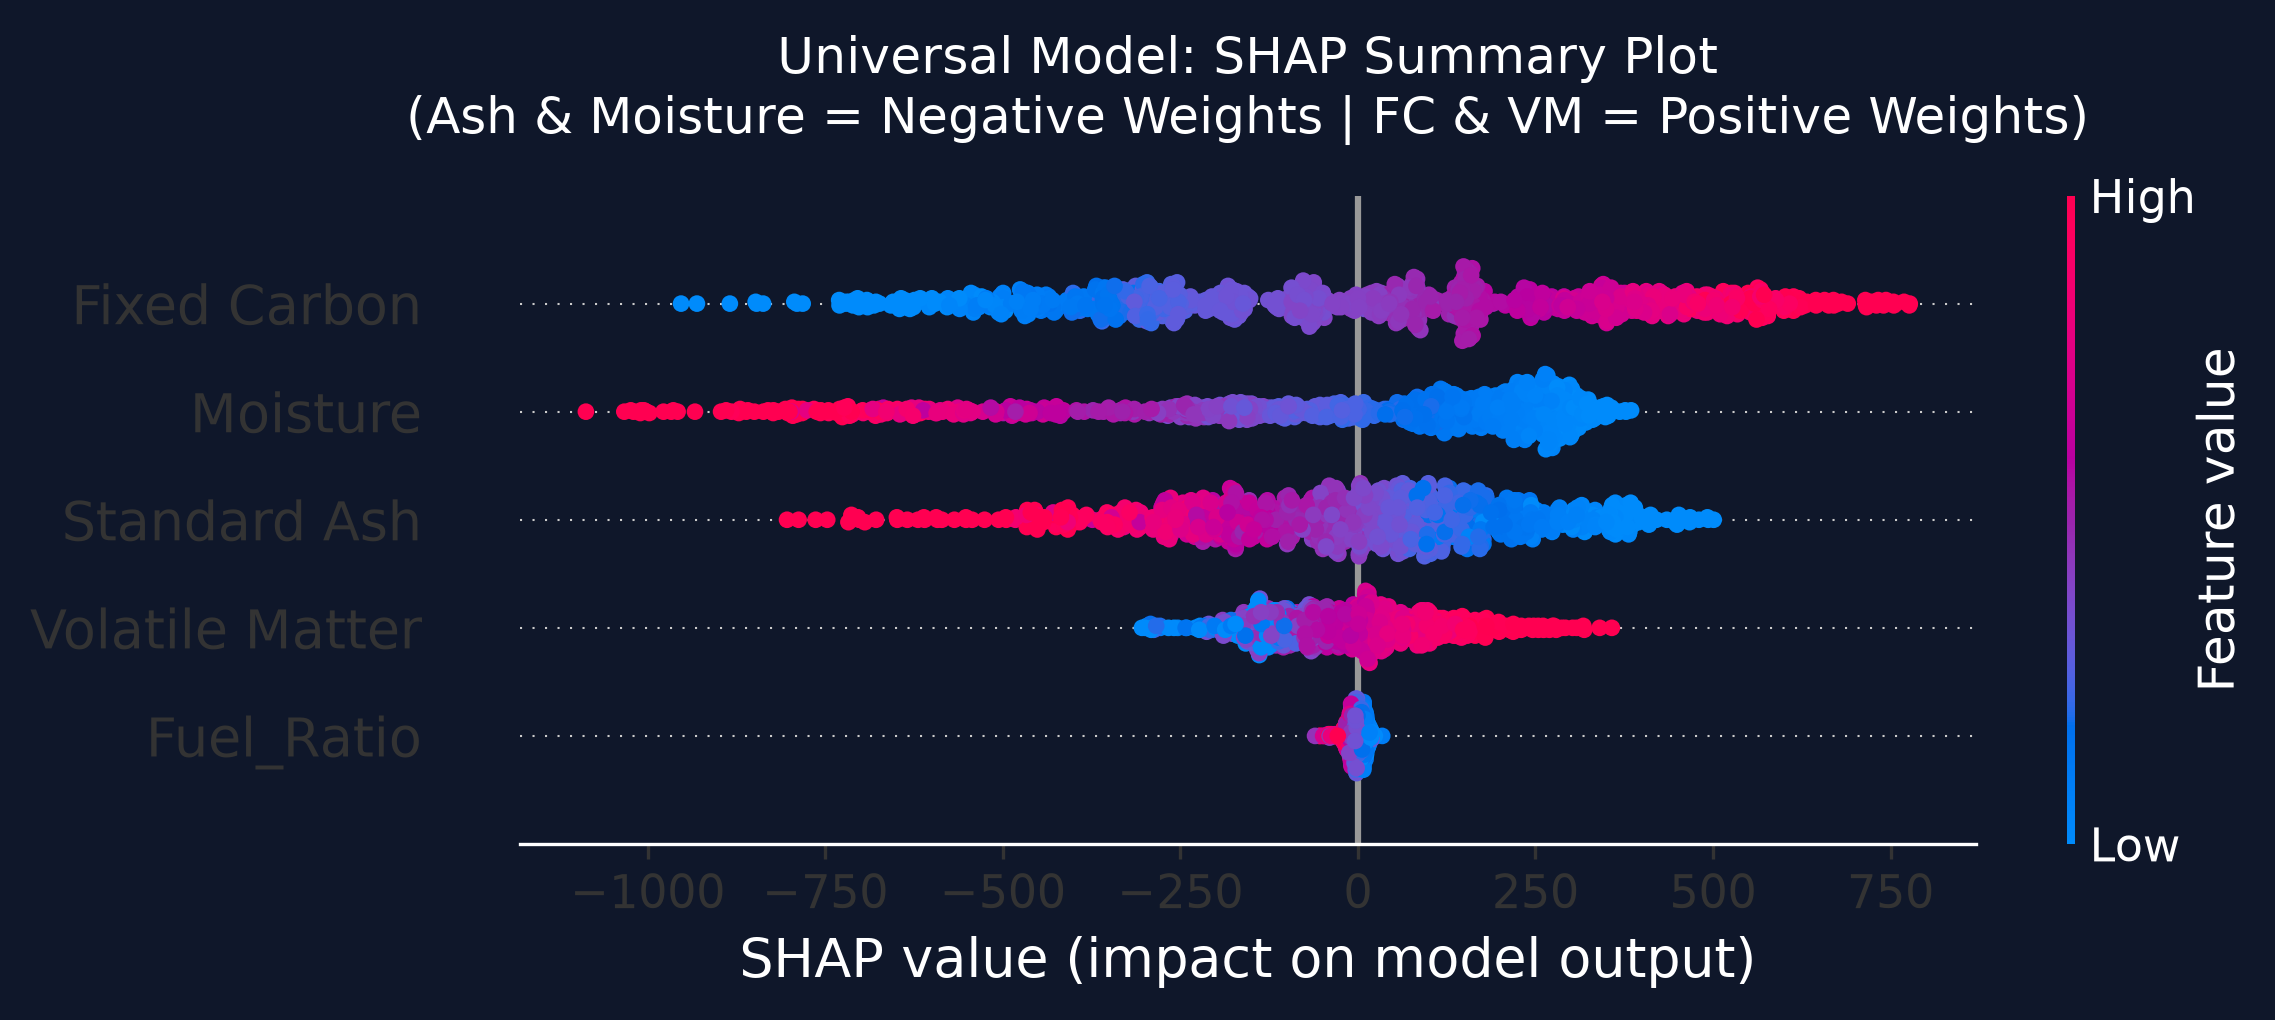 Universal Model: SHAP Summary Plot
(Ash & Moisture = Negative Weights | FC & VM = Positive Weights)
High
Fixed Carbon
Moisture
Standard Ash
Volatile Matter
Fuel_Ratio
Feature value
Low
−1000 −750 −500 −250 0 250 500 750
SHAP value (impact on model output)